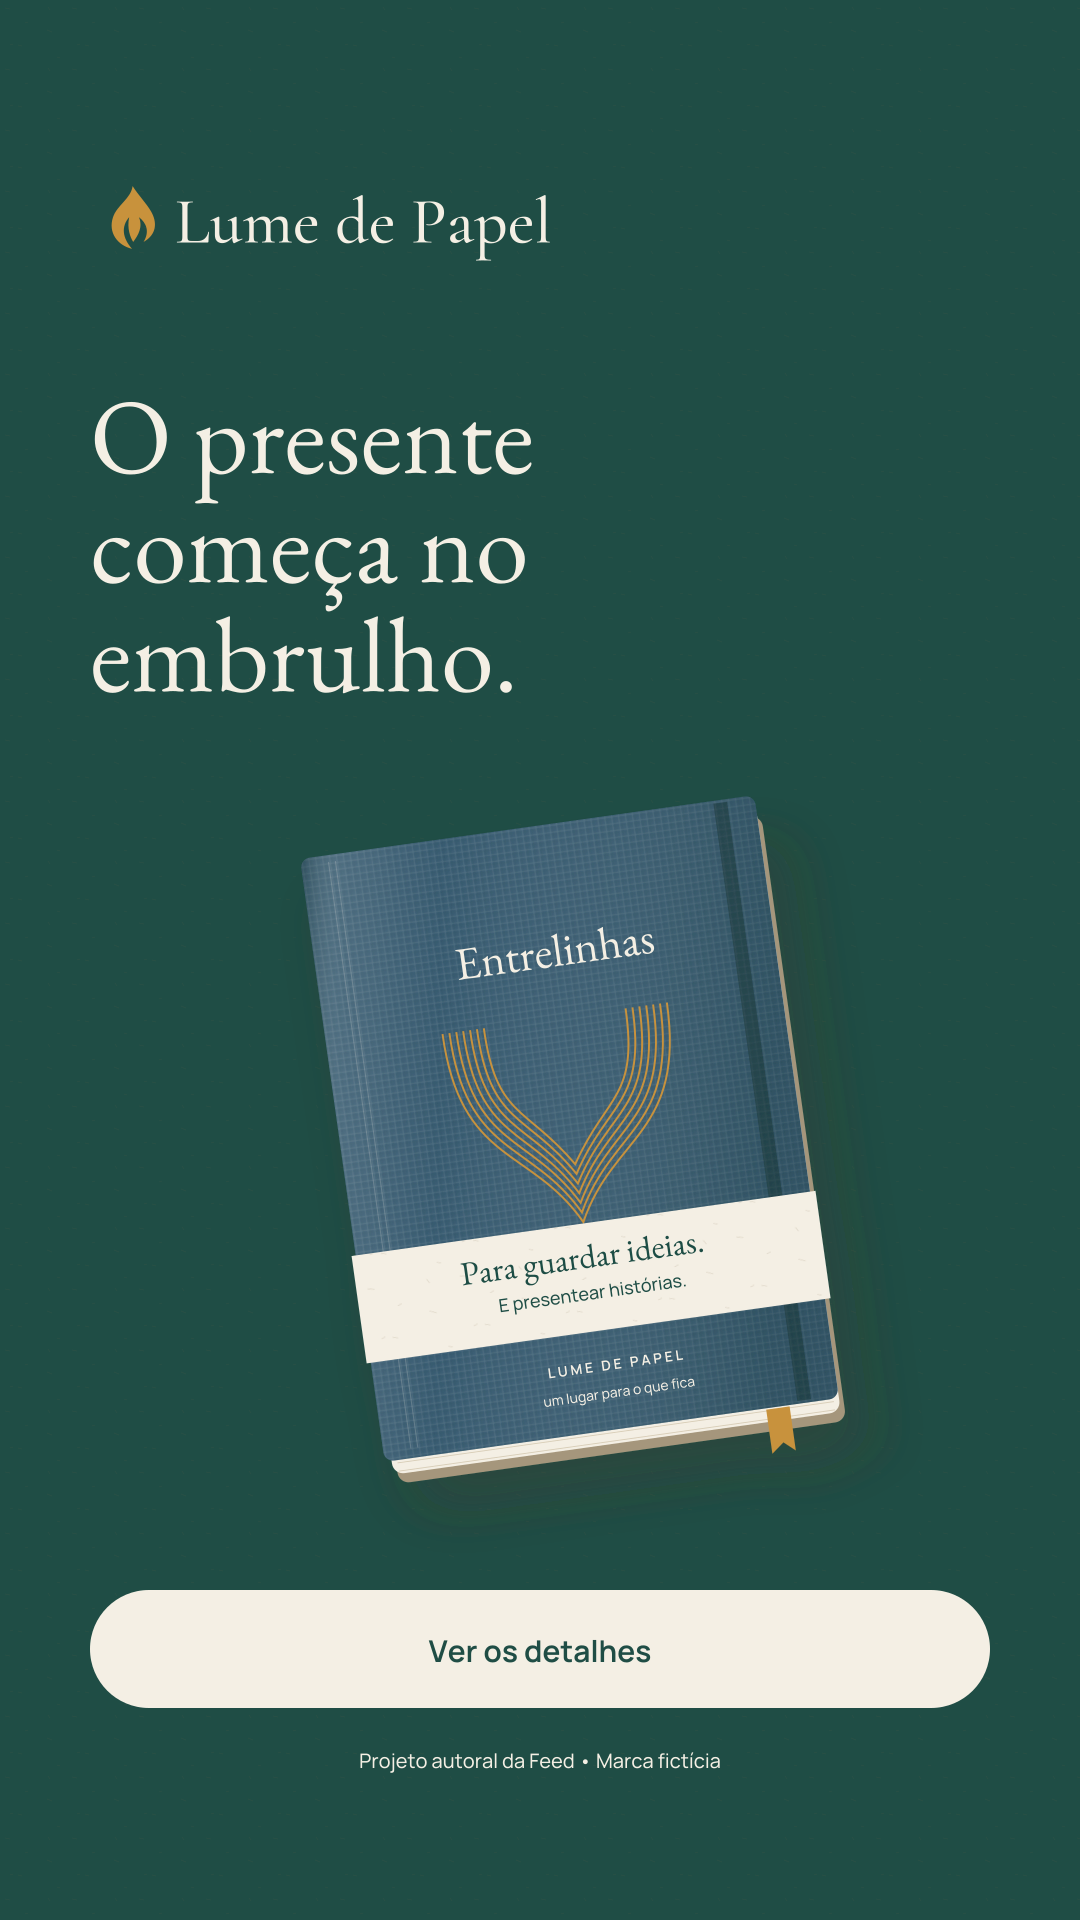 Lume de Papel
O presente
começa no
embrulho.
Entrelinhas
Para guardar ideias.
E presentear histórias.
LUME DE PAPEL
um lugar para o que fica
Ver os detalhes
Projeto autoral da Feed • Marca fictícia